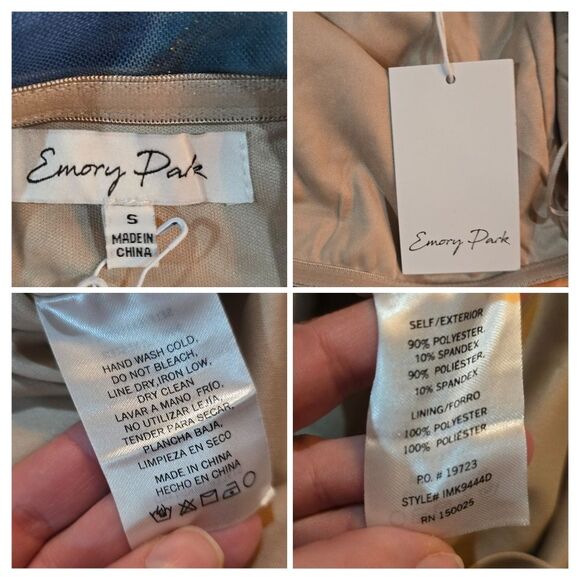 Emory Park
S
MADE IN
CHINA
Emory Park
HAND WASH COLD,
DO NOT BLEACH,
LINE DRY,IRON LOW,
DRY CLEAN
LAVAR A MANO FRÍO,
NO UTILIZAR LEJIA,
TENDER PARA SECAR,
PLANCHA BAJA,
LIMPIEZA EN SECO
MADE IN CHINA
HECHO EN CHINA
SELF/EXTERIOR
90% POLYESTER,
10% SPANDEX
90% POLIÉSTER,
10% SPANDEX
LINING/FORRO
100% POLYESTER
100% POLIÉSTER
P.O. # 19723
STYLE# IMK9444D
RN 150025